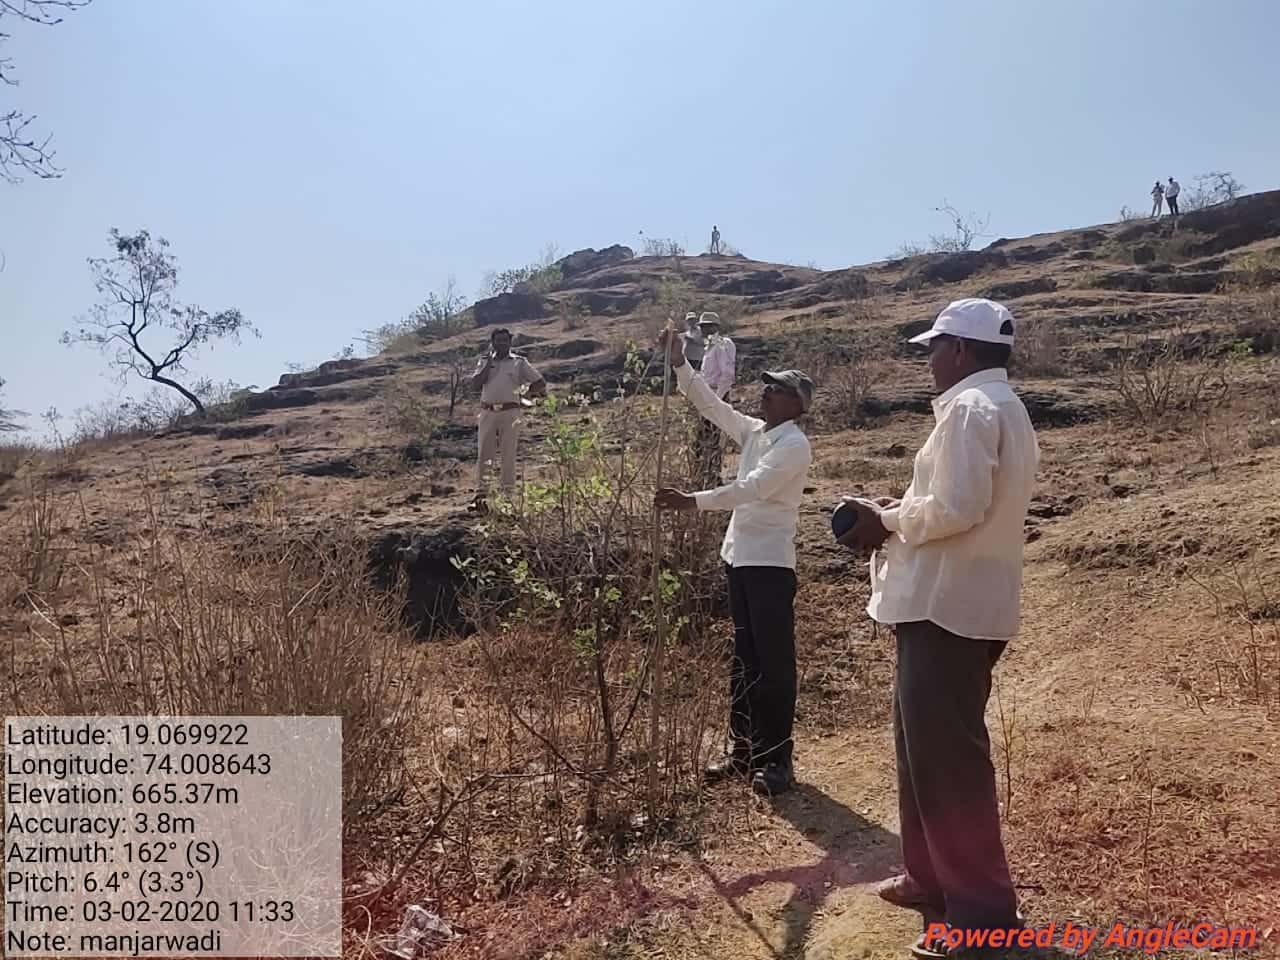 Latitude: 19.069922
Longitude: 74.008643
Elevation: 665.37m
Accuracy: 3.8m
Azimuth: 162° (S)
Pitch: 6.4° (3.3°)
Time: 03-02-2020 11:33
Note: manjarwadi
Powered by AngleCam